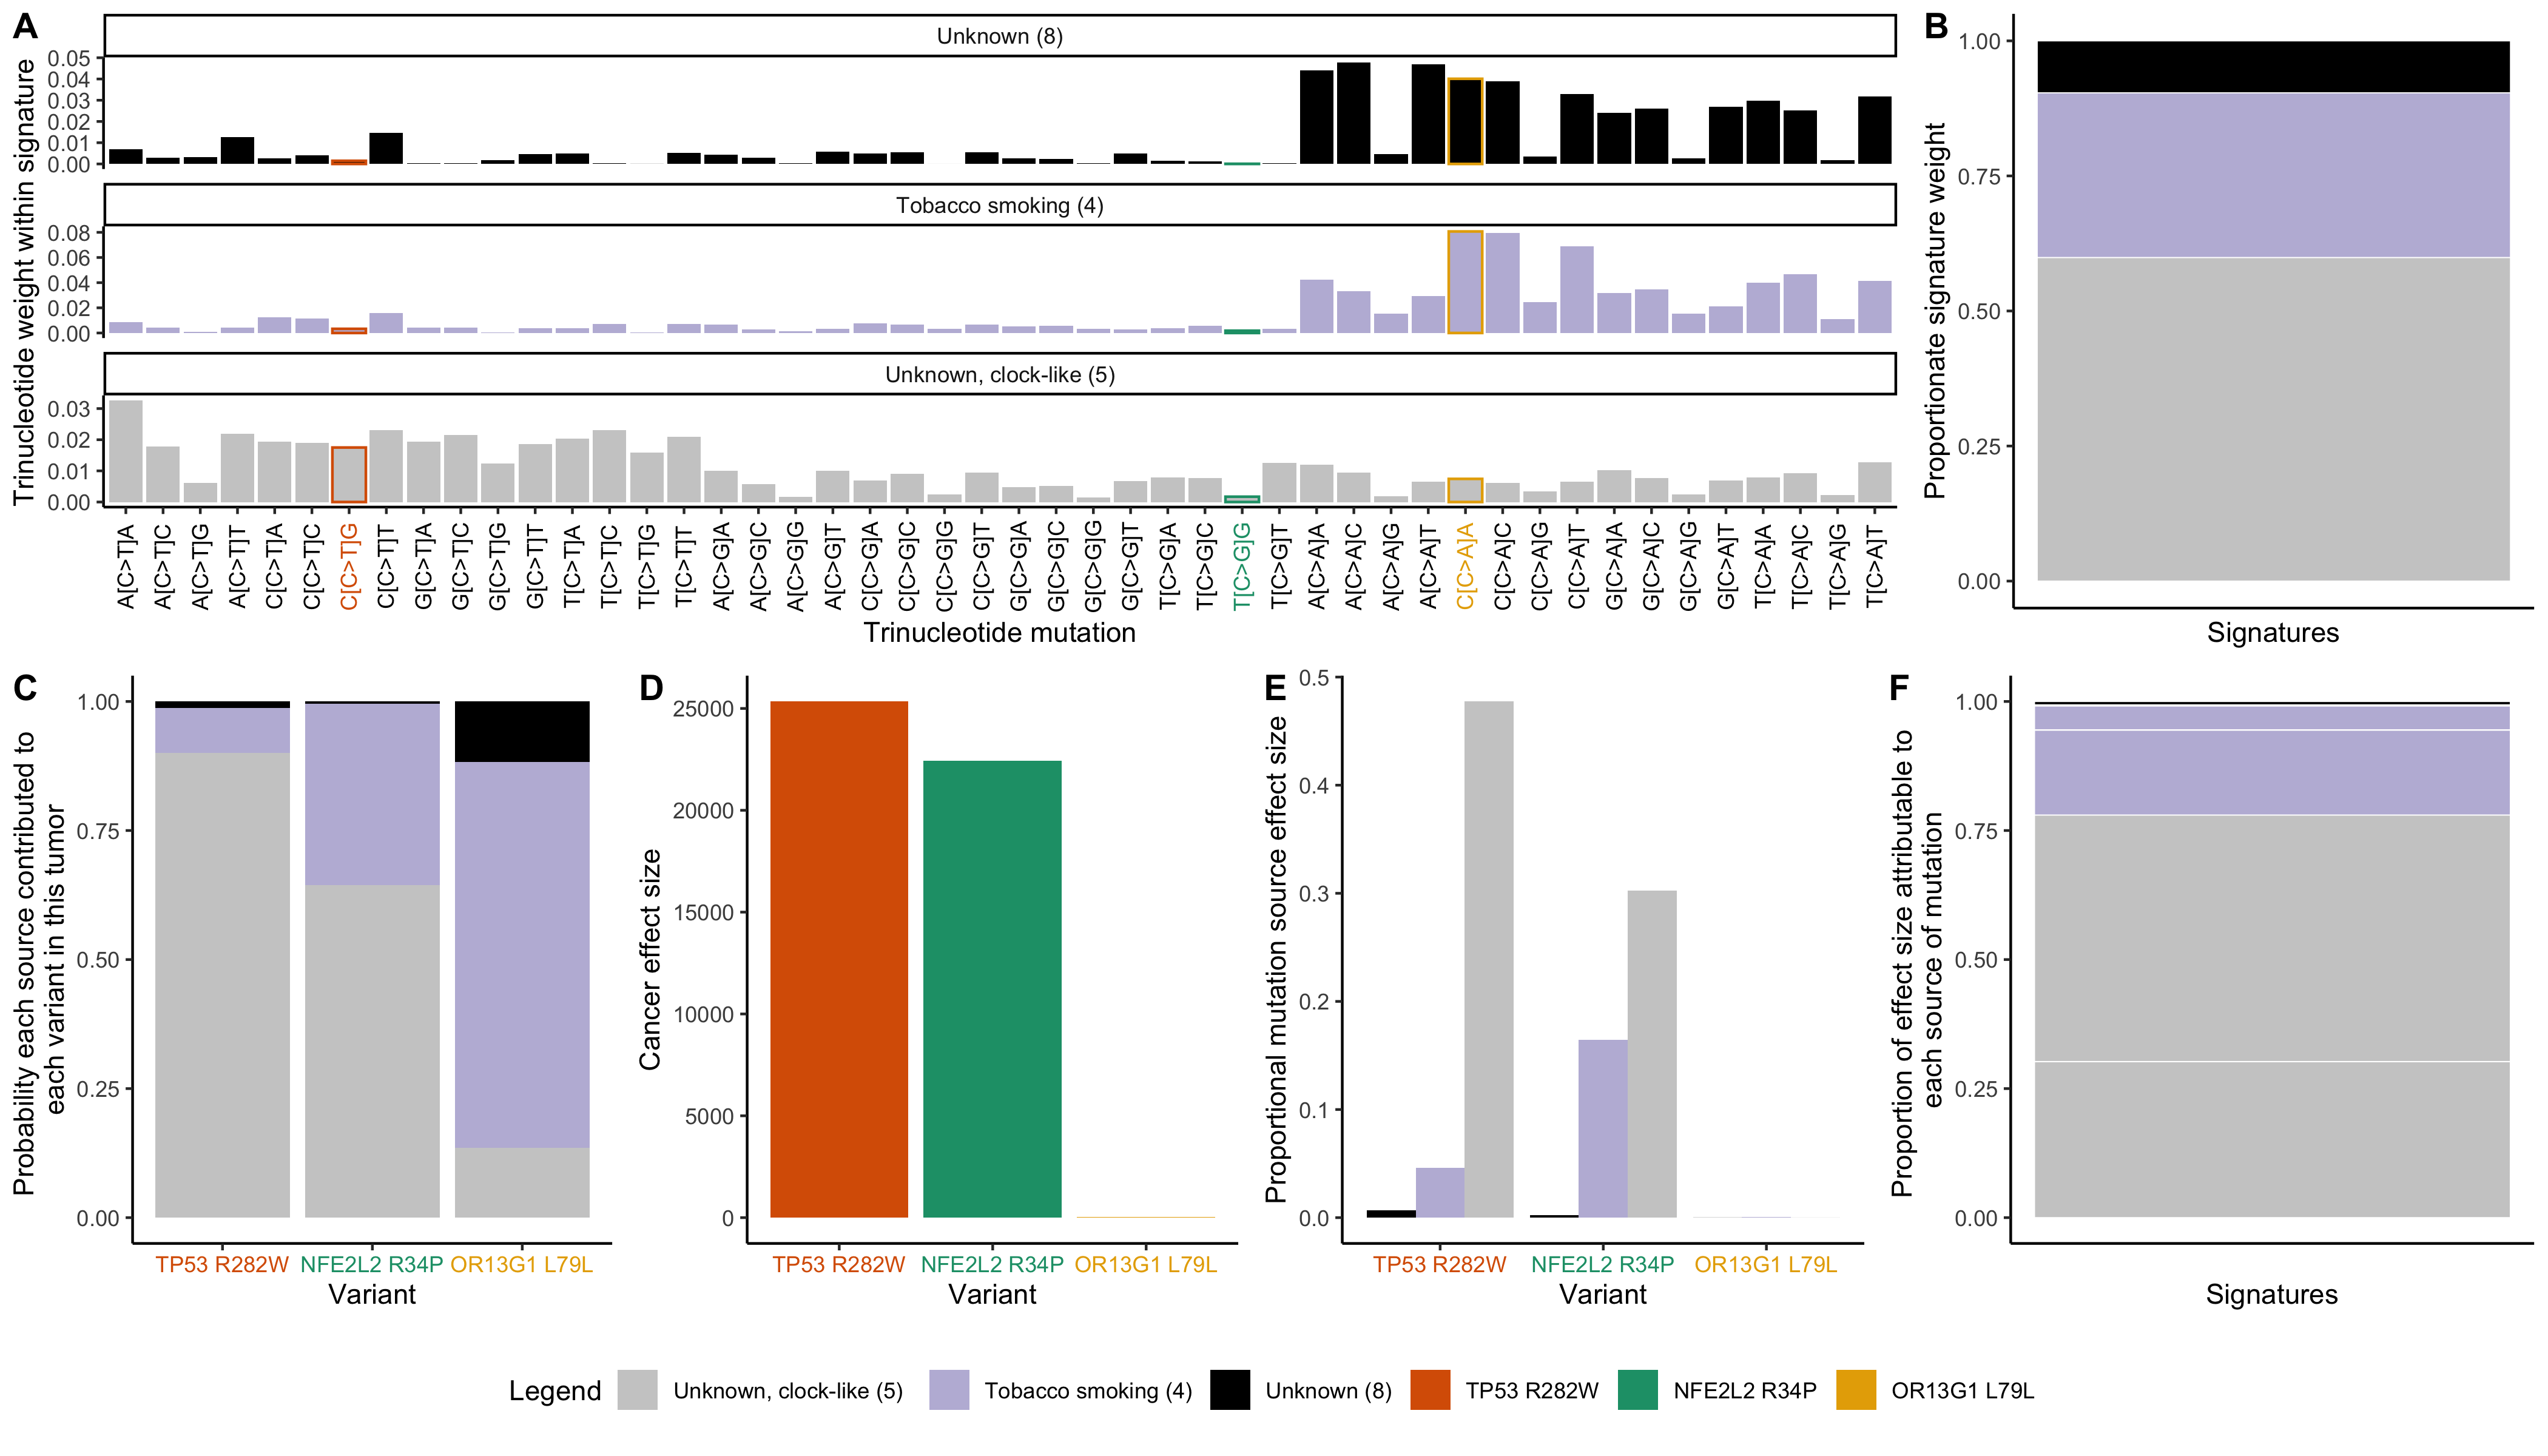 A
Unknown (8)
Trinucleotide weight within signature
0.05
0.04
0.03
0.02
0.01
0.00
Tobacco smoking (4)
0.08
0.06
0.04
0.02
0.00
Unknown, clock-like (5)
0.03
0.02
0.01
0.00
A[C>T]A
A[C>T]C
A[C>T]G
A[C>T]T
C[C>T]A
C[C>T]C
C[C>T]G
C[C>T]T
G[C>T]A
G[C>T]C
G[C>T]G
G[C>T]T
T[C>T]A
T[C>T]C
T[C>T]G
T[C>T]T
A[C>G]A
A[C>G]C
A[C>G]G
A[C>G]T
C[C>G]A
C[C>G]C
C[C>G]G
C[C>G]T
G[C>G]A
G[C>G]C
G[C>G]G
G[C>G]T
T[C>G]A
T[C>G]C
T[C>G]G
T[C>G]T
A[C>A]A
A[C>A]C
A[C>A]G
A[C>A]T
C[C>A]A
C[C>A]C
C[C>A]G
C[C>A]T
G[C>A]A
G[C>A]C
G[C>A]G
G[C>A]T
T[C>A]A
T[C>A]C
T[C>A]G
T[C>A]T
Trinucleotide mutation
B
Proportionate signature weight
1.00
0.75
0.50
0.25
0.00
Signatures
C
Probability each source contributed to
each variant in this tumor
1.00
0.75
0.50
0.25
0.00
TP53 R282W NFE2L2 R34P OR13G1 L79L
Variant
D
Cancer effect size
25000
20000
15000
10000
5000
0
TP53 R282W NFE2L2 R34P OR13G1 L79L
Variant
E
Proportional mutation source effect size
0.5
0.4
0.3
0.2
0.1
0.0
TP53 R282W NFE2L2 R34P OR13G1 L79L
Variant
F
Proportion of effect size attributable to
each source of mutation
1.00
0.75
0.50
0.25
0.00
Signatures
Legend Unknown, clock-like (5) Tobacco smoking (4) Unknown (8) TP53 R282W NFE2L2 R34P OR13G1 L79L